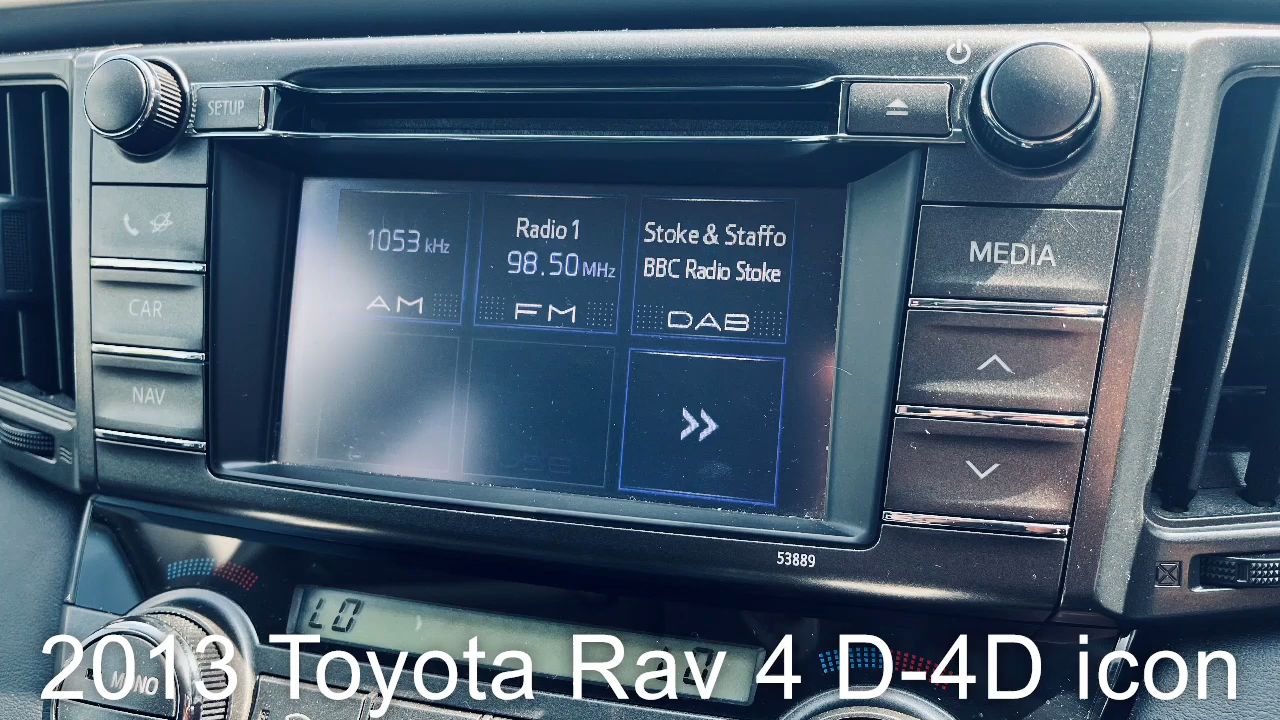 SETUP
MEDIA
CAR
NAV
1053 kHz
AM
Radio 1
98.50 MHz
FM
Stoke & Staffo
BBC Radio Stoke
DAB
53889
LO
MONO
2013 Toyota Rav 4 D-4D icon